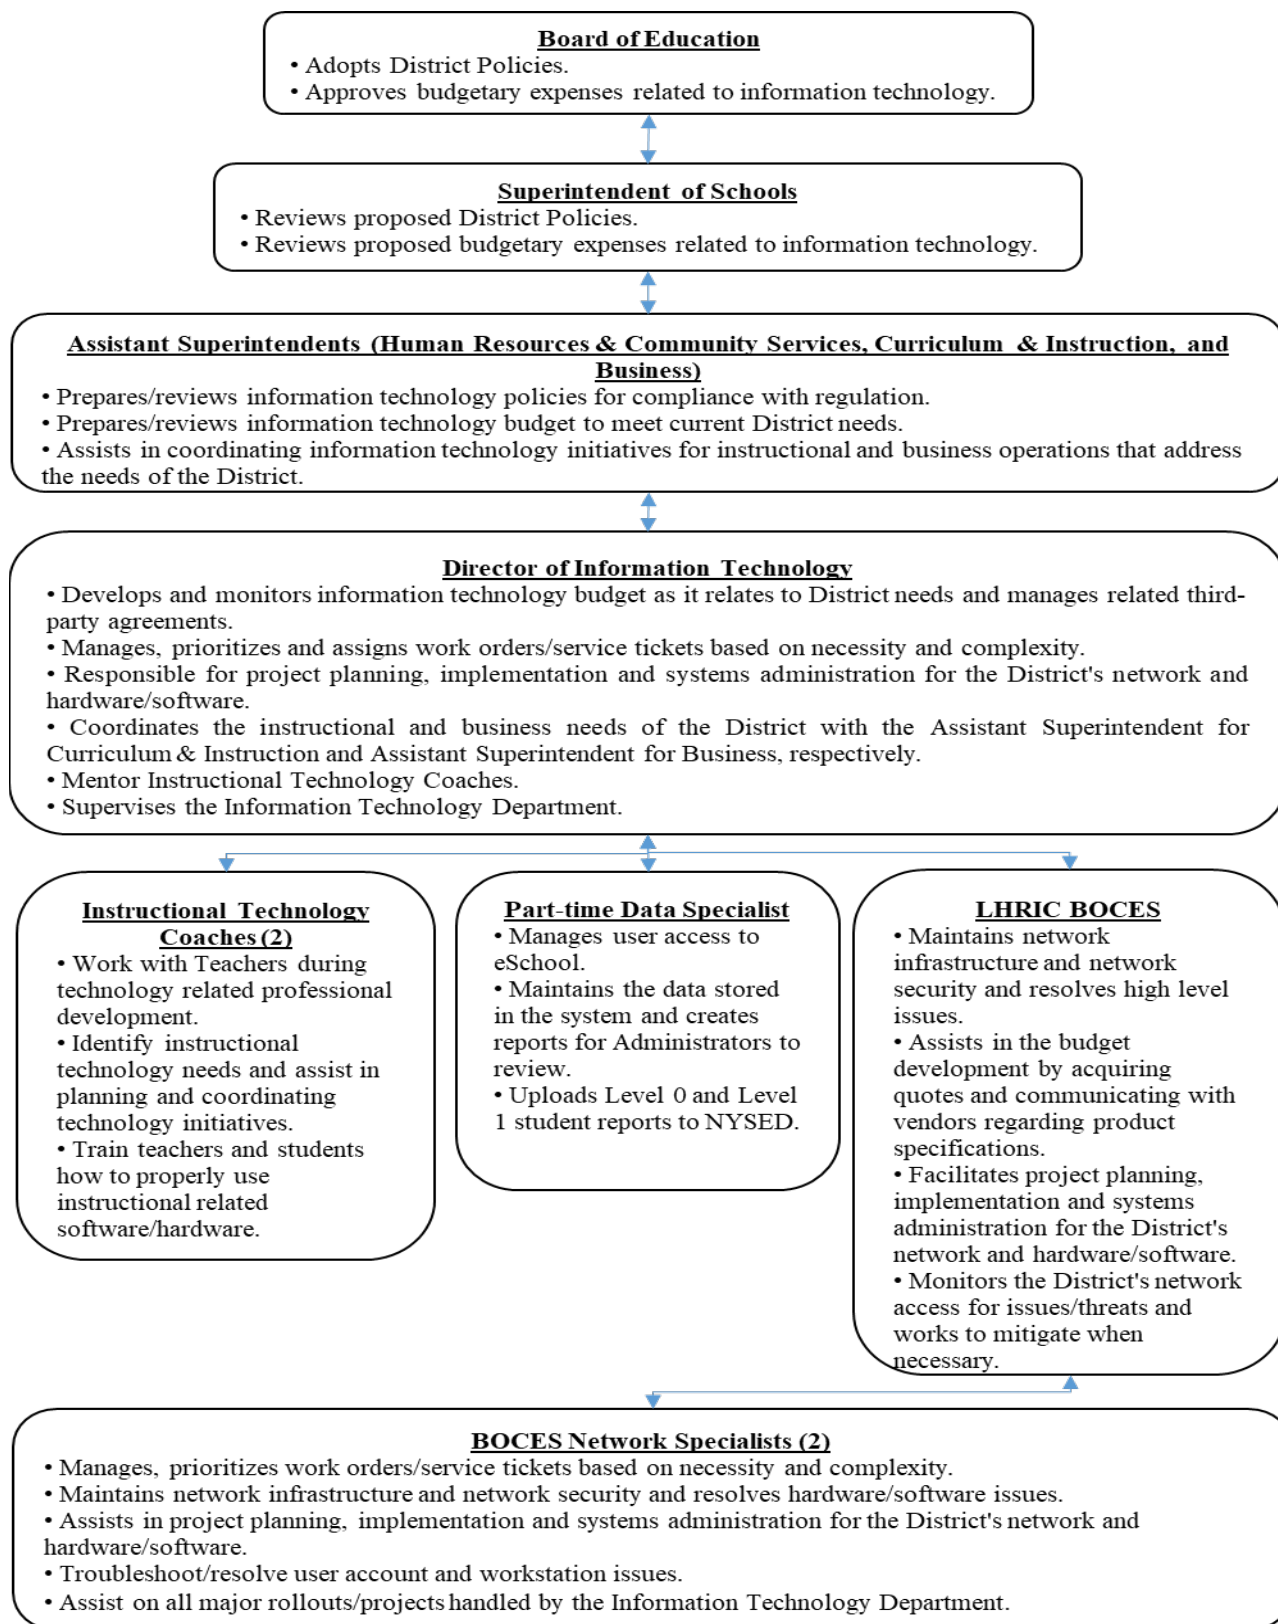 Board of Education
• Adopts District Policies.
• Approves budgetary expenses related to information technology.
Superintendent of Schools
• Reviews proposed District Policies.
• Reviews proposed budgetary expenses related to information technology.
Assistant Superintendents (Human Resources & Community Services, Curriculum & Instruction, and
Business)
• Prepares/reviews information technology policies for compliance with regulation.
• Prepares/reviews information technology budget to meet current District needs.
• Assists in coordinating information technology initiatives for instructional and business operations that address
the needs of the District.
Director of Information Technology
• Develops and monitors information technology budget as it relates to District needs and manages related third-
party agreements.
• Manages, prioritizes and assigns work orders/service tickets based on necessity and complexity.
• Responsible for project planning, implementation and systems administration for the District's network and
hardware/software.
• Coordinates the instructional and business needs of the District with the Assistant Superintendent for
Curriculum & Instruction and Assistant Superintendent for Business, respectively.
• Mentor Instructional Technology Coaches.
• Supervises the Information Technology Department.
Instructional Technology
Coaches (2)
• Work with Teachers during
technology related professional
development.
• Identify instructional
technology needs and assist in
planning and coordinating
technology initiatives.
• Train teachers and students
how to properly use
instructional related
software/hardware.
Part-time Data Specialist
• Manages user access to
eSchool.
• Maintains the data stored
in the system and creates
reports for Administrators to
review.
• Uploads Level 0 and Level
1 student reports to NYSED.
LHRIC BOCES
• Maintains network
infrastructure and network
security and resolves high level
issues.
• Assists in the budget
development by acquiring
quotes and communicating with
vendors regarding product
specifications.
• Facilitates project planning,
implementation and systems
administration for the District's
network and hardware/software.
• Monitors the District's network
access for issues/threats and
works to mitigate when
necessary.
BOCES Network Specialists (2)
• Manages, prioritizes work orders/service tickets based on necessity and complexity.
• Maintains network infrastructure and network security and resolves hardware/software issues.
• Assists in project planning, implementation and systems administration for the District's network and
hardware/software.
• Troubleshoot/resolve user account and workstation issues.
• Assist on all major rollouts/projects handled by the Information Technology Department.